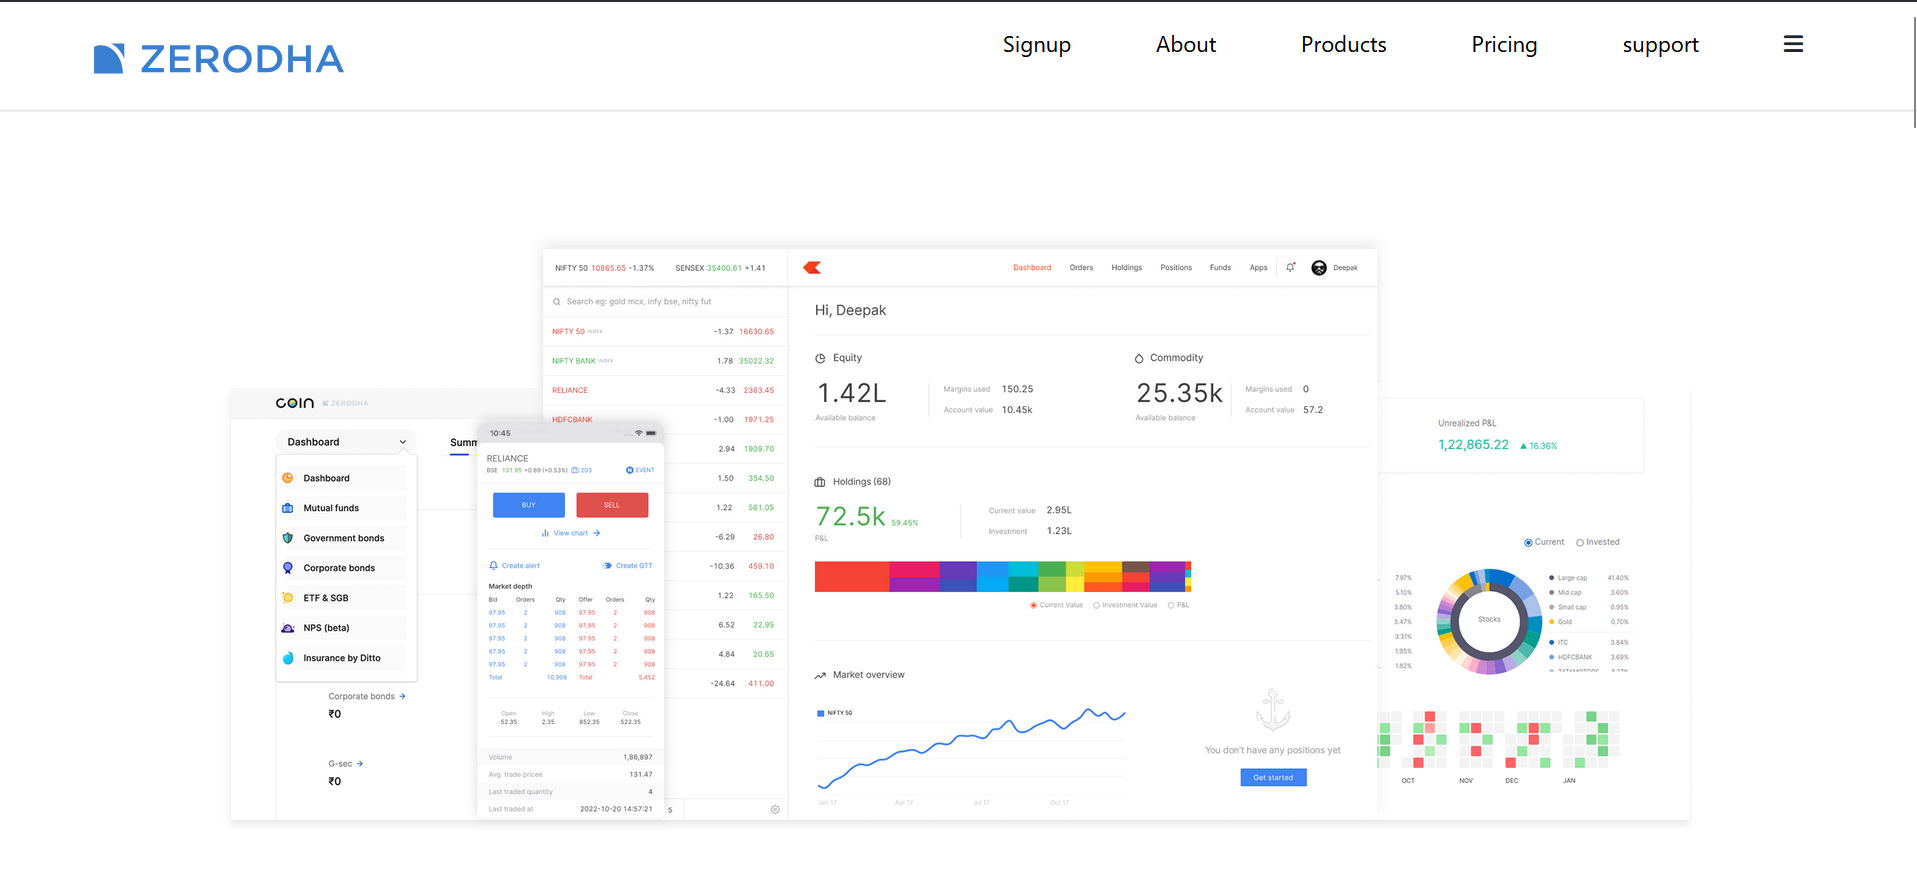 ZERODHA
Signup About Products Pricing support
NIFTY 50 10865.65 -1.37% SENSEX 35400.61 +1.41
Dashboard Orders Holdings Positions Funds Apps Deepak
Search eg: gold mcx, infy bse, nifty fut
NIFTY 50 INDEX -1.37 16630.65
NIFTY BANK INDEX 1.78 35022.32
RELIANCE -4.33 2363.45
HDFCBANK -1.00 1971.25
2.94 1909.70
1.50 354.50
1.22 561.05
-6.29 26.80
-10.36 459.10
1.22 165.50
6.52 22.95
4.84 20.65
-24.64 411.00
5
Hi, Deepak
Equity
1.42L
Available balance
Margins used 150.25
Account value 10.45k
Commodity
25.35k
Available balance
Margins used 0
Account value 57.2
Holdings (68)
72.5k 59.45%
P&L
Current value 2.95L
Investment 1.23L
Current Value Investment Value P&L
Market overview
NIFTY 50
Jan 17 Apr 17 Jul 17 Oct 17
You don't have any positions yet
Get started
COIN ZERODHA
Dashboard
Summ
Dashboard
Mutual funds
Government bonds
Corporate bonds
ETF & SGB
NPS (beta)
Insurance by Ditto
Corporate bonds →
₹0
G-sec →
₹0
10:45
RELIANCE
BSE 131.95 +0.89 (+0.53%) 203 EVENT
BUY SELL
View chart →
Create alert Create GTT
Market depth
Bid Orders Qty Offer Orders Qty
97.95 2 908 97.95 2 908
97.95 2 908 97.95 2 908
97.95 2 908 97.95 2 908
97.95 2 908 97.95 2 908
97.95 2 908 97.95 2 908
Total 10,908 Total 5,452
Open High Low Close
52.35 2.35 852.35 522.35
Volume 1,86,897
Avg. trade pricee 131.47
Last traded quantity 4
Last traded at 2022-10-20 14:57:21
Unrealized P&L
1,22,865.22 ▲ 16.36%
Current Invested
7.97%
5.10%
3.80%
3.47%
3.31%
1.95%
1.82%
Stocks
Large cap 41.40%
Mid cap 3.60%
Small cap 0.95%
Gold 0.70%
ITC 3.84%
HDFCBANK 3.69%
OCT NOV DEC JAN